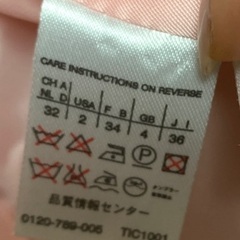 CARE INSTRUCTIONS ON REVERSE
CH A
NL D USA F B GB J I
32 2 34 4 36
P
品質情報センター
0120-789-005 TIC1001